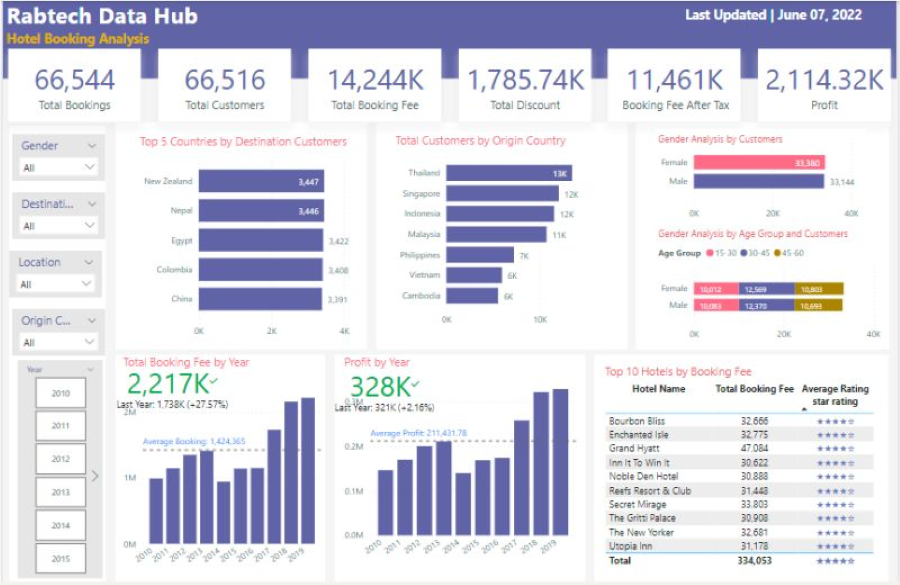 Rabtech Data Hub
Last Updated | June 07, 2022
Hotel Booking Analysis
66,544
Total Bookings
66,516
Total Customers
14,244K
Total Booking Fee
1,785.74K
Total Discount
11,461K
Booking Fee After Tax
2,114.32K
Profit
Gender
All
Destinati...
All
Location
All
Origin C...
All
Year
2010
2011
2012
2013
2014
2015
Top 5 Countries by Destination Customers
New Zealand 3,447
Nepal 3,446
Egypt 3,422
Colombia 3,408
China 3,391
0K 2K 4K
Total Customers by Origin Country
Thailand 13K
Singapore 12K
Indonesia 12K
Malaysia 11K
Philippines 7K
Vietnam 6K
Cambodia 6K
0K 10K
Gender Analysis by Customers
Female 33,380
Male 33,144
0K 20K 40K
Gender Analysis by Age Group and Customers
Age Group 15-30 30-45 45-60
Female 10,012 12,569 10,803
Male 10,083 12,370 10,693
0K 20K 40K
Total Booking Fee by Year
2,217K
Last Year: 1,738K (+27.57%)
2M
Average Booking: 1,424,365
1M
0M
2010 2011 2012 2013 2014 2015 2016 2017 2018 2019
Profit by Year
328K
0.3M
Last Year: 321K (+2.16%)
Average Profit: 211,431.78
0.2M
0.1M
0.0M
2010 2011 2012 2013 2014 2015 2016 2017 2018 2019
Top 10 Hotels by Booking Fee
Hotel Name Total Booking Fee Average Rating
star rating
Bourbon Bliss 32,666 ★★★★☆
Enchanted Isle 32,775 ★★★★☆
Grand Hyatt 47,084 ★★★★☆
Inn It To Win It 30,622 ★★★★☆
Noble Den Hotel 30,888 ★★★★☆
Reefs Resort & Club 31,448 ★★★★☆
Secret Mirage 33,803 ★★★★☆
The Gritti Palace 30,908 ★★★★☆
The New Yorker 32,681 ★★★★☆
Utopia Inn 31,178 ★★★★☆
Total 334,053 ★★★★☆